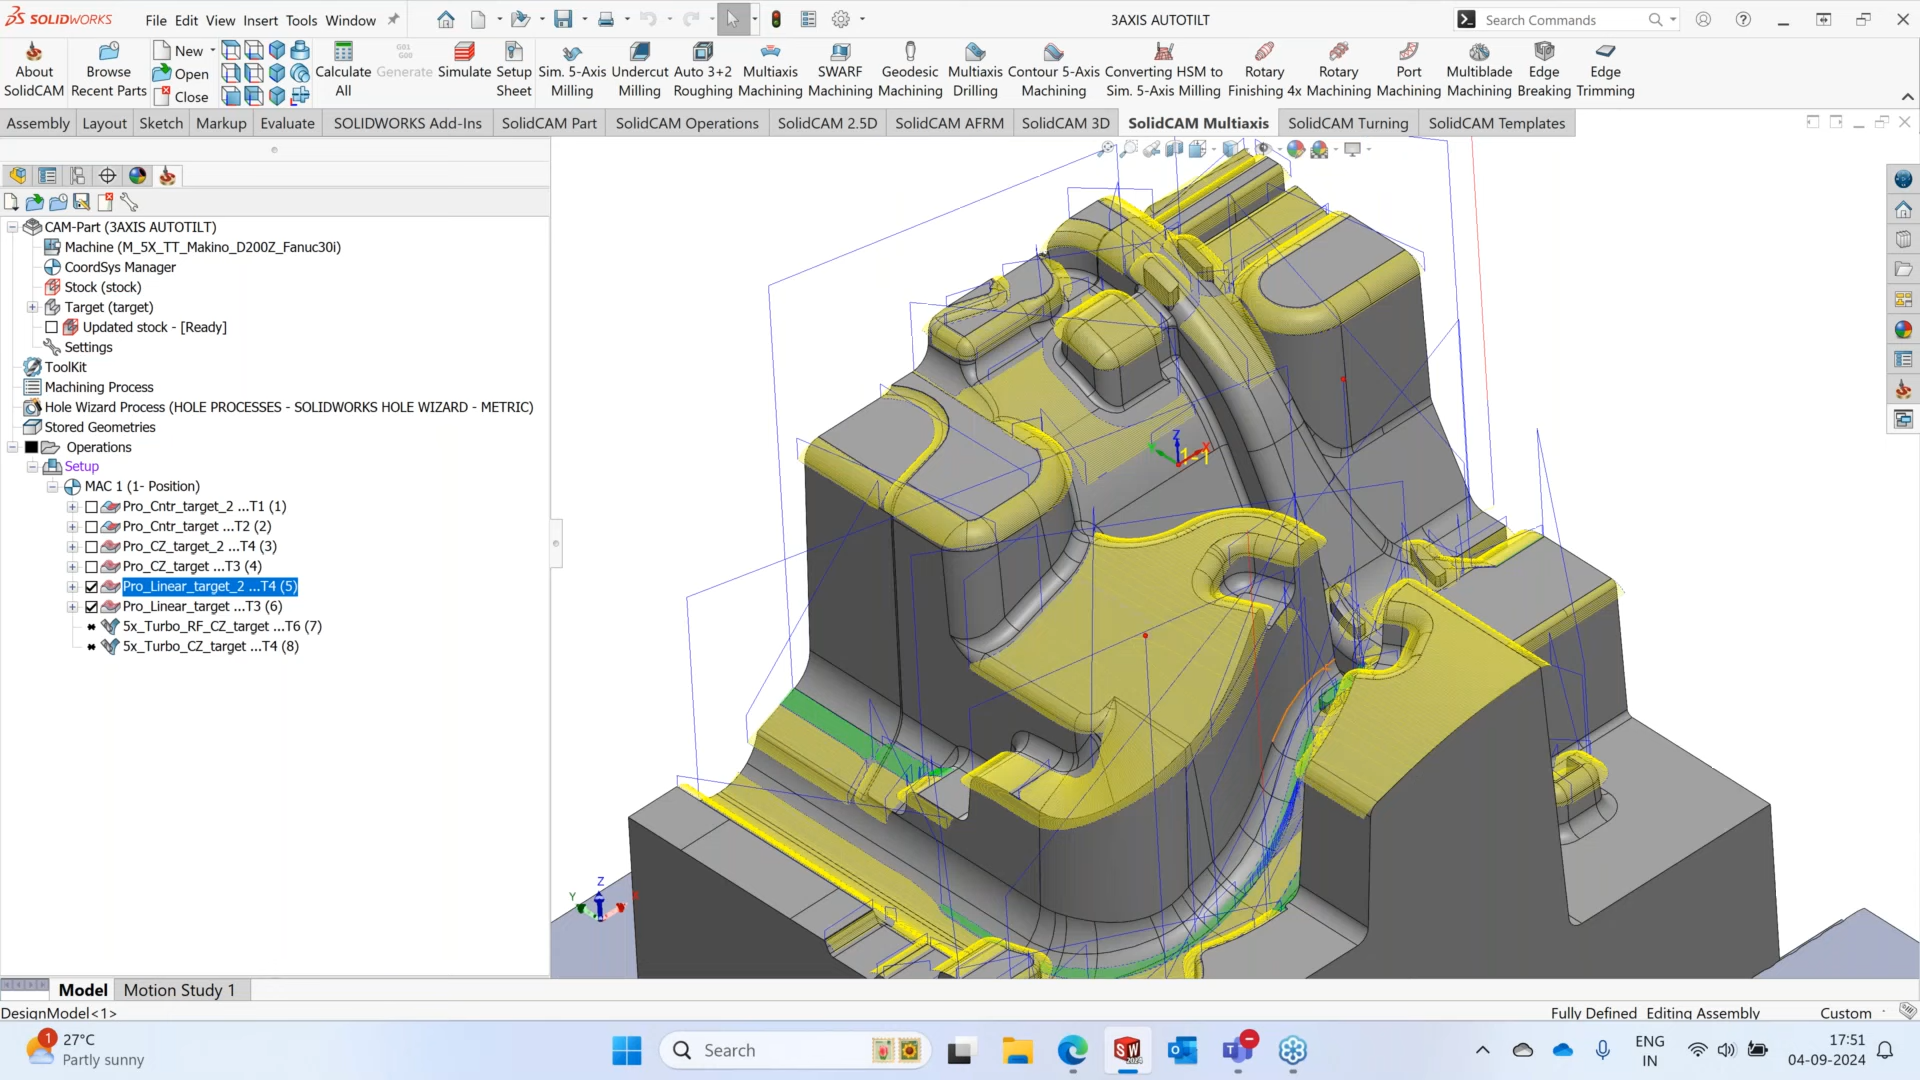 SOLIDWORKS File Edit View Insert Tools Window 3AXIS AUTOTILT Search Commands
About SolidCAM Browse Recent Parts New Open Close Calculate All G01 G00 Generate Simulate Setup Sheet Sim. 5-Axis Milling Undercut Milling Auto 3+2 Roughing Multiaxis Machining SWARF Machining Geodesic Machining Multiaxis Drilling Contour 5-Axis Machining Converting HSM to Sim. 5-Axis Milling Rotary Finishing 4x Rotary Machining Port Machining Multiblade Machining Edge Breaking Edge Trimming
Assembly Layout Sketch Markup Evaluate SOLIDWORKS Add-Ins SolidCAM Part SolidCAM Operations SolidCAM 2.5D SolidCAM AFRM SolidCAM 3D SolidCAM Multiaxis SolidCAM Turning SolidCAM Templates
CAM-Part (3AXIS AUTOTILT)
Machine (M_5X_TT_Makino_D200Z_Fanuc30i)
CoordSys Manager
Stock (stock)
Target (target)
Updated stock - [Ready]
Settings
ToolKit
Machining Process
Hole Wizard Process (HOLE PROCESSES - SOLIDWORKS HOLE WIZARD - METRIC)
Stored Geometries
Operations
Setup
MAC 1 (1- Position)
Pro_Cntr_target_2 ...T1 (1)
Pro_Cntr_target ...T2 (2)
Pro_CZ_target_2 ...T4 (3)
Pro_CZ_target ...T3 (4)
Pro_Linear_target_2 ...T4 (5)
Pro_Linear_target ...T3 (6)
5x_Turbo_RF_CZ_target ...T6 (7)
5x_Turbo_CZ_target ...T4 (8)
Z X
1-1
Z
Y X
Model Motion Study 1
DesignModel<1> Fully Defined Editing Assembly Custom
1 27°C
Partly sunny
Search
SW
2024
ENG
IN
17:51
04-09-2024